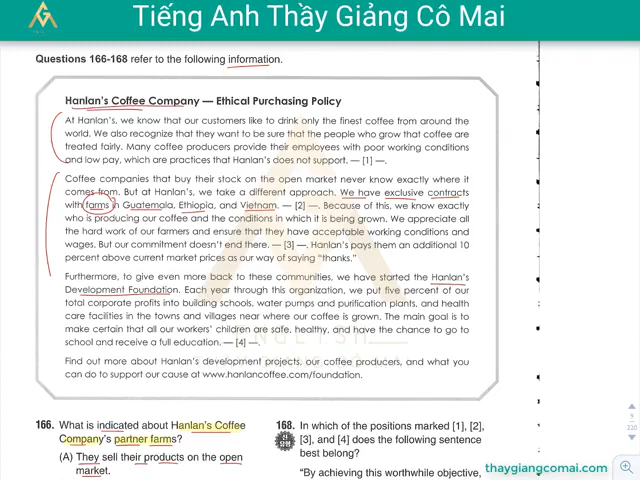 Tiếng Anh Thầy Giảng Cô Mai
Questions 166-168 refer to the following information.
Hanlan's Coffee Company — Ethical Purchasing Policy
At Hanlan's, we know that our customers like to drink only the finest coffee from around the
world. We also recognize that they want to be sure that the people who grow that coffee are
treated fairly. Many coffee producers provide their employees with poor working conditions
and low pay, which are practices that Hanlan's does not support. — [1] —.
Coffee companies that buy their stock on the open market never know exactly where it
comes from. But at Hanlan's, we take a different approach. We have exclusive contracts
with farms in Guatemala, Ethiopia, and Vietnam. — [2] —. Because of this, we know exactly
who is producing our coffee and the conditions in which it is being grown. We appreciate all
the hard work of our farmers and ensure that they have acceptable working conditions and
wages. But our commitment doesn't end there. — [3] —. Hanlan's pays them an additional 10
percent above current market prices as our way of saying "thanks."
Furthermore, to give even more back to these communities, we have started the Hanlan's
Development Foundation. Each year through this organization, we put five percent of our
total corporate profits into building schools, water pumps and purification plants, and health
care facilities in the towns and villages near where our coffee is grown. The main goal is to
make certain that all our workers' children are safe, healthy, and have the chance to go to
school and receive a full education. — [4] —.
Find out more about Hanlan's development projects, our coffee producers, and what you
can do to support our cause at www.hanlancoffee.com/foundation.
166. What is indicated about Hanlan's Coffee
Company's partner farms?
(A) They sell their products on the open
market.
168. In which of the positions marked [1], [2],
[3], and [4] does the following sentence
best belong?
"By achieving this worthwhile objective,
thaygiangcomai.com
9
220